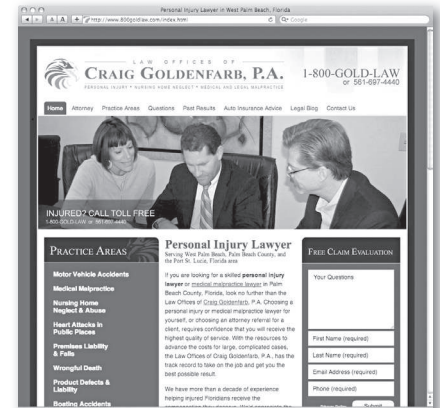 Personal Injury Lawyer in West Palm Beach, Florida
A A + http://www.800goldlaw.com/index.html Google
LAW OFFICES OF
CRAIG GOLDENFARB, P.A.
PERSONAL INJURY * NURSING HOME NEGLECT * MEDICAL AND LEGAL MALPRACTICE
1-800-GOLD-LAW
or 561-697-4440
Home Attorney Practice Areas Questions Past Results Auto Insurance Advice Legal Blog Contact Us
INJURED? CALL TOLL FREE
1-800-GOLD-LAW or 561-697-4440
PRACTICE AREAS
Motor Vehicle Accidents
Medical Malpractice
Nursing Home
Neglect & Abuse
Heart Attacks in
Public Places
Premises Liability
& Falls
Wrongful Death
Product Defects &
Liability
Boating Accidents
Personal Injury Lawyer
Serving West Palm Beach, Palm Beach County, and
the Port St. Lucie, Florida area
If you are looking for a skilled personal injury
lawyer or medical malpractice lawyer in Palm
Beach County, Florida, look no further than the
Law Offices of Craig Goldenfarb, P.A. Choosing a
personal injury or medical malpractice lawyer for
yourself, or choosing an attorney referral for a
client, requires confidence that you will receive the
highest quality of service. With the resources to
advance the costs for large, complicated cases,
the Law Offices of Craig Goldenfarb, P.A., has the
track record to take on the job and get you the
best possible result.
We have more than a decade of experience
helping injured Floridians receive the
FREE CLAIM EVALUATION
Your Questions
First Name (required)
Last Name (required)
Email Address (required)
Phone (required)
Submit